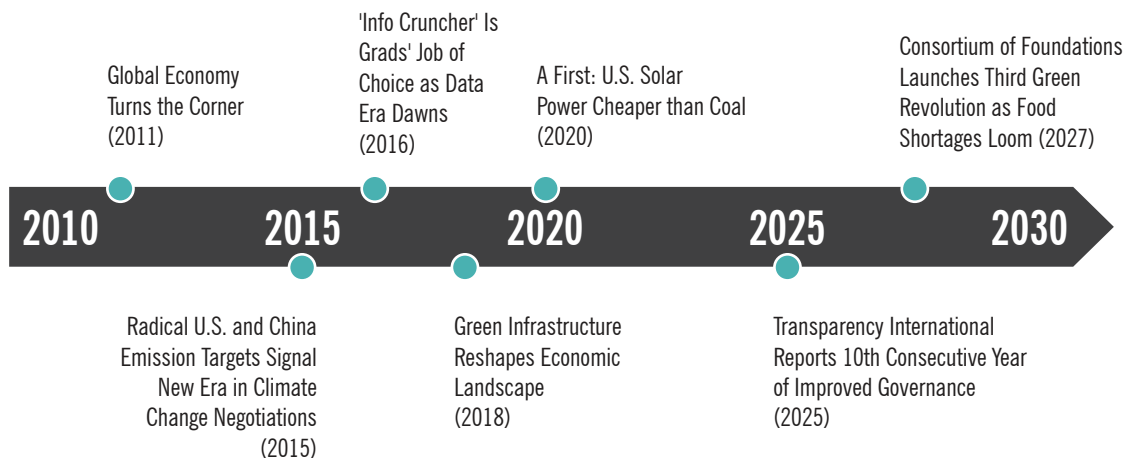 'Info Cruncher' Is
Grads' Job of
Choice as Data
Era Dawns
(2016)
Global Economy
Turns the Corner
(2011)
A First: U.S. Solar
Power Cheaper than Coal
(2020)
Consortium of Foundations
Launches Third Green
Revolution as Food
Shortages Loom (2027)
2010
2015
2020
2025
2030
Radical U.S. and China
Emission Targets Signal
New Era in Climate
Change Negotiations
(2015)
Green Infrastructure
Reshapes Economic
Landscape
(2018)
Transparency International
Reports 10th Consecutive Year
of Improved Governance
(2025)